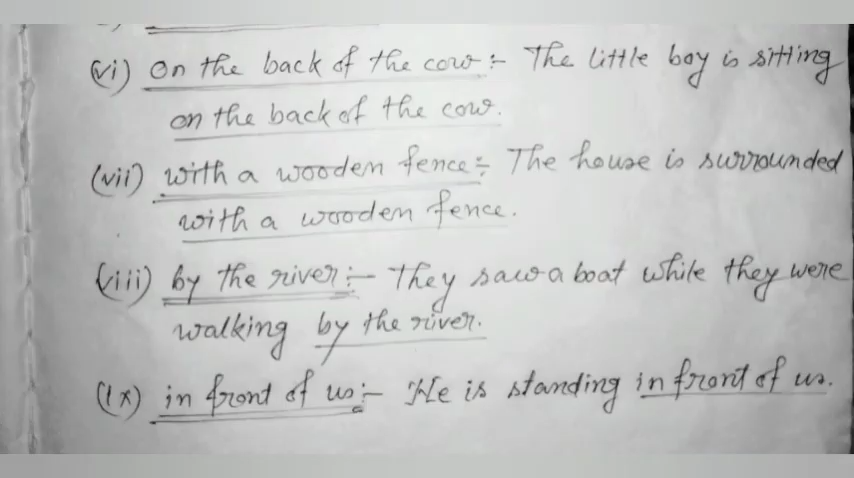 (vi) On the back of the cow :- The little boy is sitting
on the back of the cow.
(vii) with a wooden fence :- The house is surrounded
with a wooden fence.
(viii) by the river :- They saw a boat while they were
walking by the river.
(ix) in front of us :- He is standing in front of us.